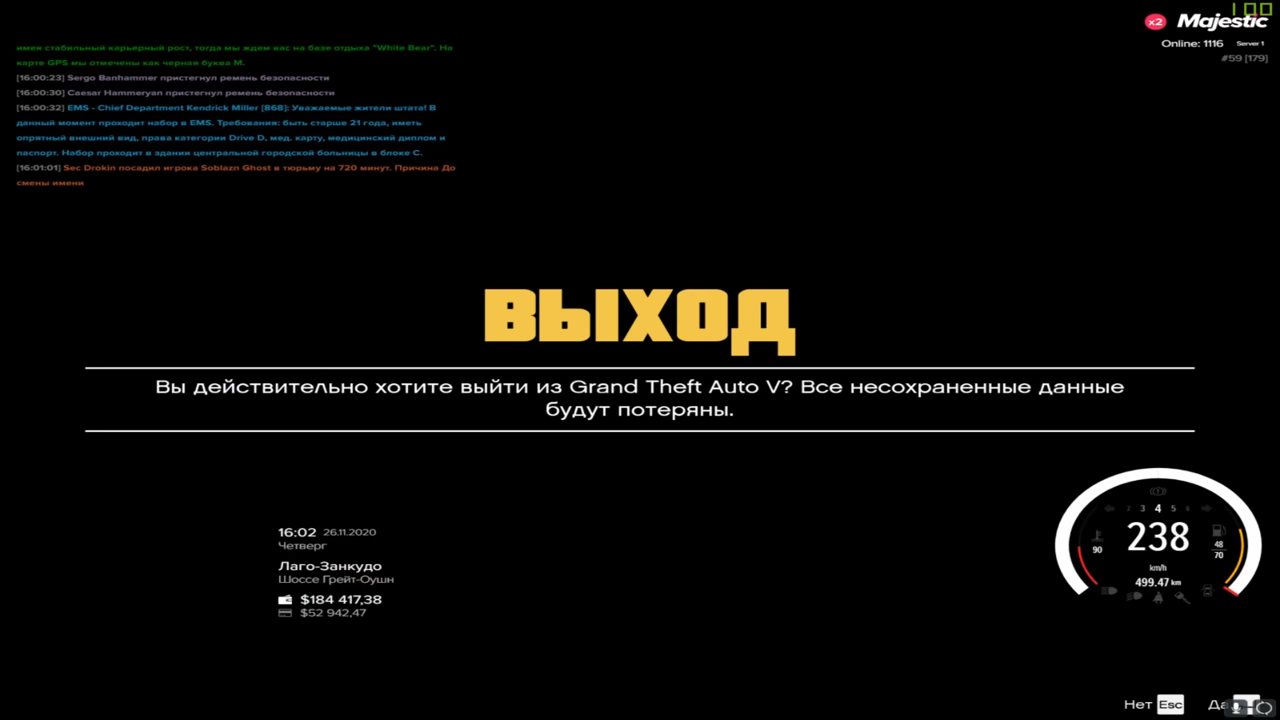 100
x2 Majestic
Online: 1116 Server 1
#59 [179]
имея стабильный карьерный рост, тогда мы ждем вас на базе отдыха "White Bear". На
карте GPS мы отмечены как черная буква М.
[16:00:23] Sergo Banhammer пристегнул ремень безопасности
[16:00:30] Caesar Hammeryan пристегнул ремень безопасности
[16:00:32] EMS - Chief Department Kendrick Miller [868]: Уважаемые жители штата! В
данный момент проходит набор в EMS. Требования: быть старше 21 года, иметь
опрятный внешний вид, права категории Drive D, мед. карту, медицинский диплом и
паспорт. Набор проходит в здании центральной городской больницы в блоке С.
[16:01:01] Sec Drokin посадил игрока Soblazn Ghost в тюрьму на 720 минут. Причина До
смены имени
ВЫХОД
Вы действительно хотите выйти из Grand Theft Auto V? Все несохраненные данные
будут потеряны.
16:02 26.11.2020
Четверг
Лаго-Занкудо
Шоссе Грейт-Оушн
$184 417,38
$52 942,47
2 3 4 5 6
238
90
48
70
km/h
499.47 km
Нет Esc Да